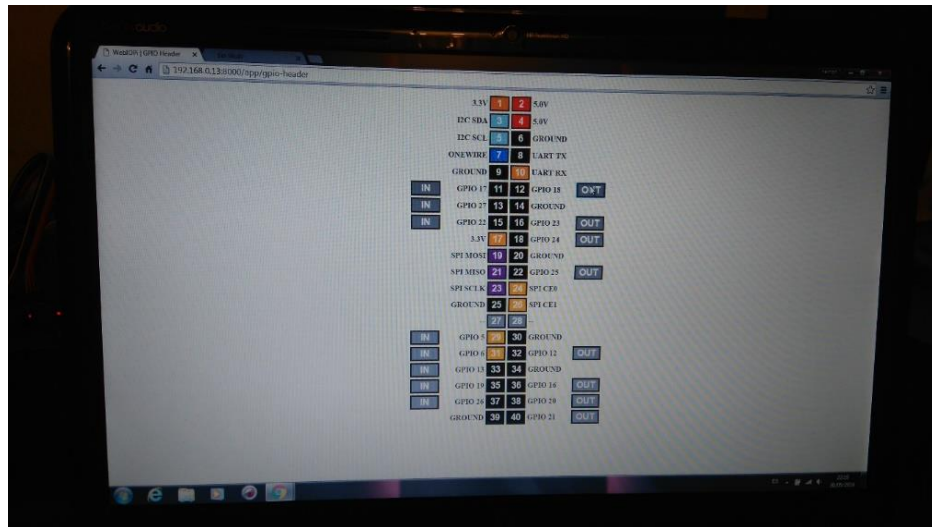 WebIOPi | GPIO Header
192.168.0.13:8000/app/gpio-header
3.3V 1 2 5.0V
I2C SDA 3 4 5.0V
I2C SCL 5 6 GROUND
ONEWIRE 7 8 UART TX
GROUND 9 10 UART RX
IN GPIO 17 11 12 GPIO 18 OUT
IN GPIO 27 13 14 GROUND
IN GPIO 22 15 16 GPIO 23 OUT
3.3V 17 18 GPIO 24 OUT
SPI MOSI 19 20 GROUND
SPI MISO 21 22 GPIO 25 OUT
SPI SCLK 23 24 SPI CE0
GROUND 25 26 SPI CE1
-- 27 28 --
IN GPIO 5 29 30 GROUND
IN GPIO 6 31 32 GPIO 12 OUT
IN GPIO 13 33 34 GROUND
IN GPIO 19 35 36 GPIO 16 OUT
IN GPIO 26 37 38 GPIO 20 OUT
GROUND 39 40 GPIO 21 OUT